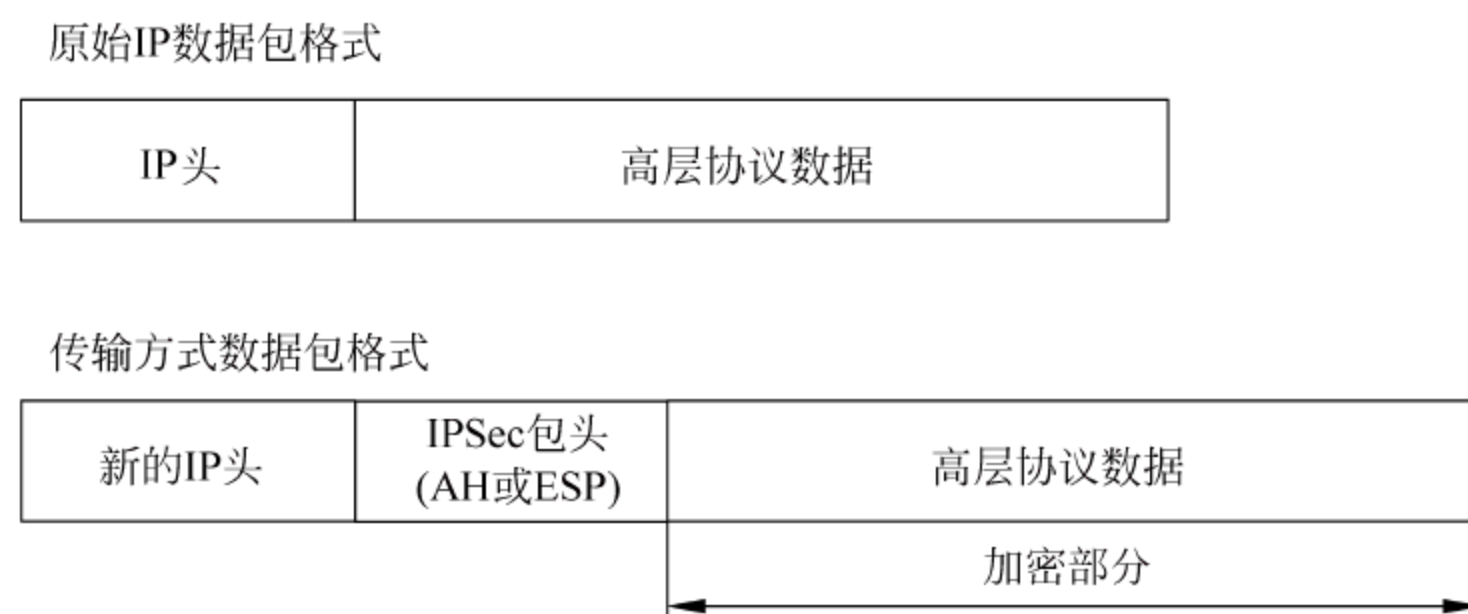 原始IP数据包格式
IP头
高层协议数据
传输方式数据包格式
新的IP头
IPSec包头
(AH或ESP)
高层协议数据
加密部分